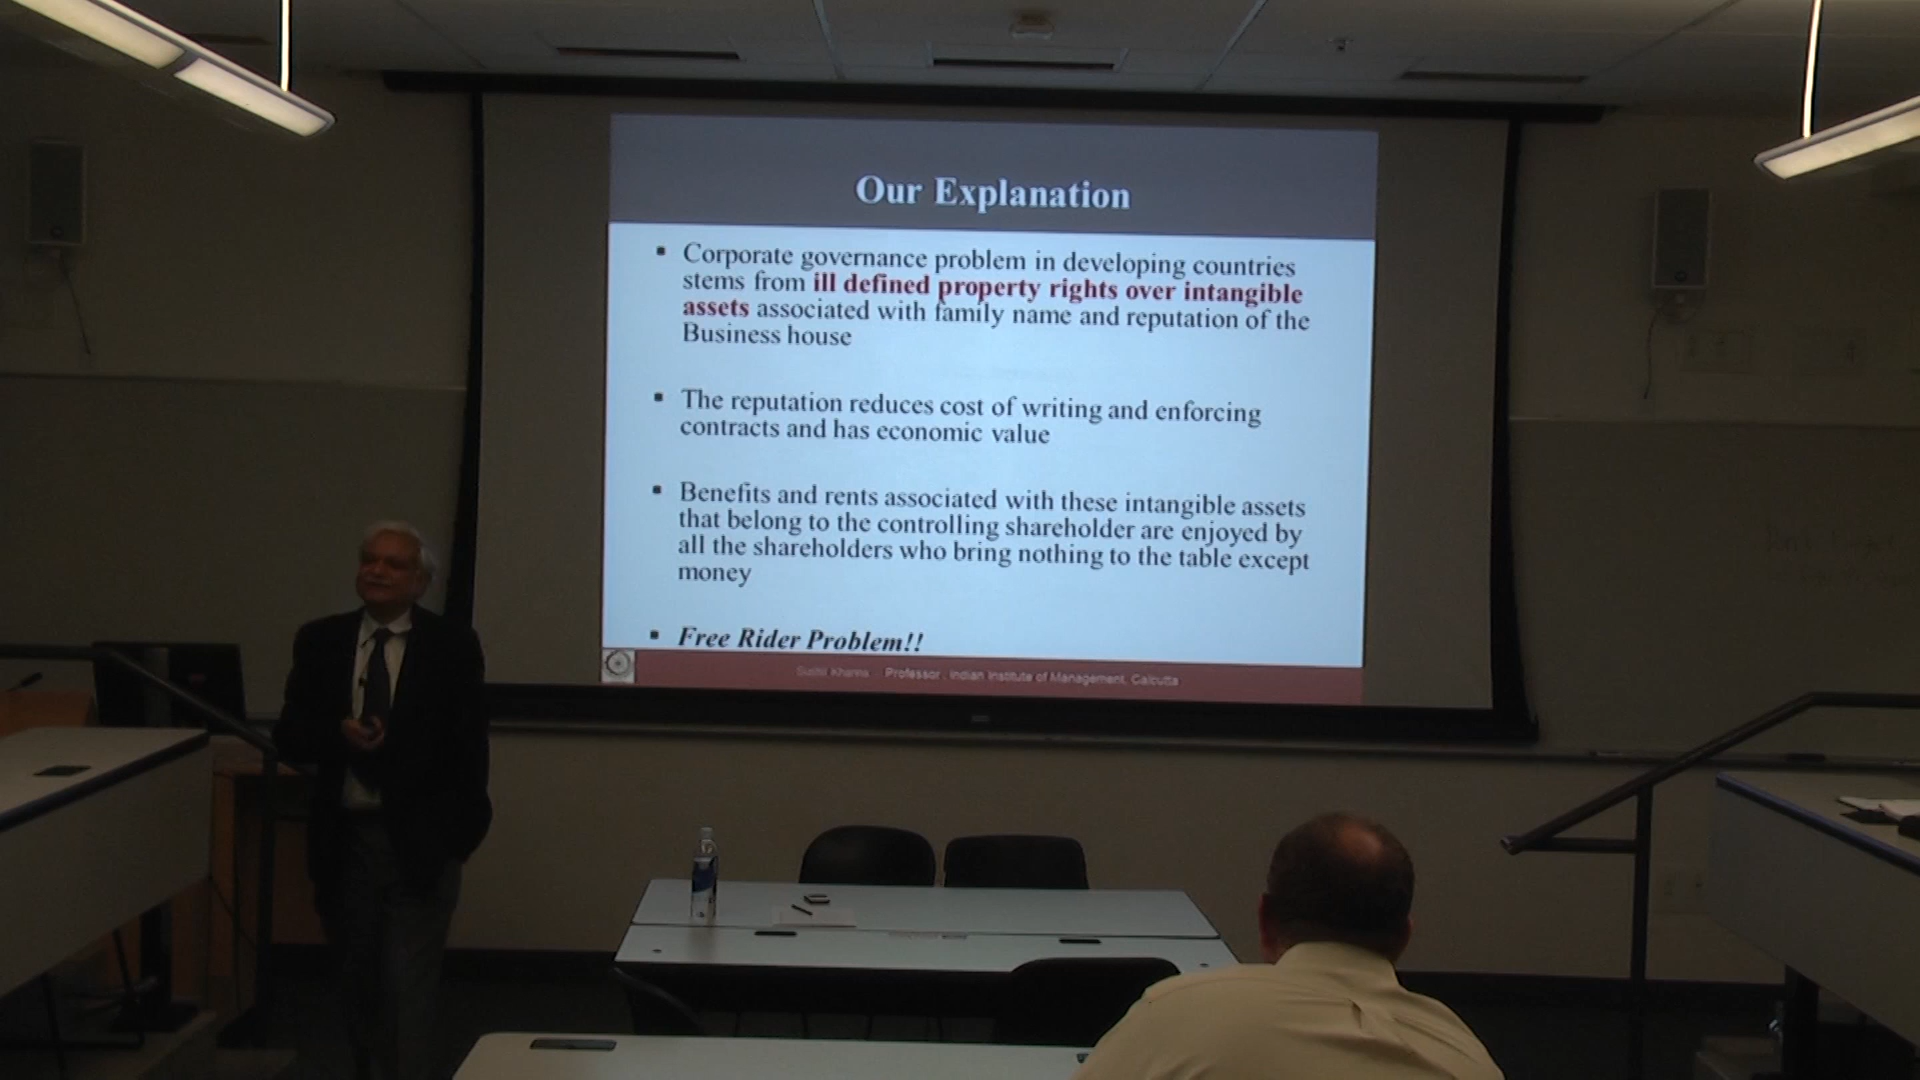 Our Explanation
▪ Corporate governance problem in developing countries
stems from ill defined property rights over intangible
assets associated with family name and reputation of the
Business house
▪ The reputation reduces cost of writing and enforcing
contracts and has economic value
▪ Benefits and rents associated with these intangible assets
that belong to the controlling shareholder are enjoyed by
all the shareholders who bring nothing to the table except
money
▪ Free Rider Problem!!
Sushil Khanna Professor, Indian Institute of Management, Calcutta